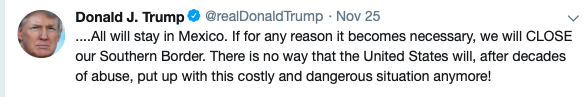 Donald J. Trump @realDonaldTrump · Nov 25
....All will stay in Mexico. If for any reason it becomes necessary, we will CLOSE
our Southern Border. There is no way that the United States will, after decades
of abuse, put up with this costly and dangerous situation anymore!